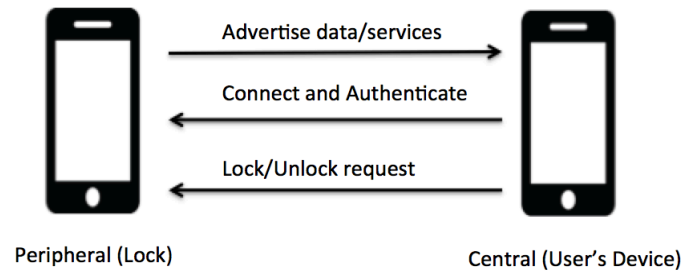 Advertise data/services
Connect and Authenticate
Lock/Unlock request
Peripheral (Lock)
Central (User’s Device)